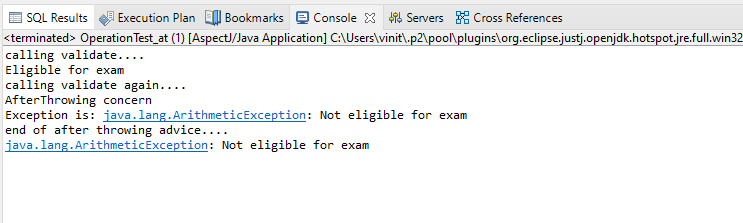 SQL Results Execution Plan Bookmarks Console Servers Cross References
<terminated> OperationTest_at (1) [AspectJ/Java Application] C:\Users\vinit\.p2\pool\plugins\org.eclipse.justj.openjdk.hotspot.jre.full.win32
calling validate....
Eligible for exam
calling validate again....
AfterThrowing concern
Exception is: java.lang.ArithmeticException: Not eligible for exam
end of after throwing advice....
java.lang.ArithmeticException: Not eligible for exam